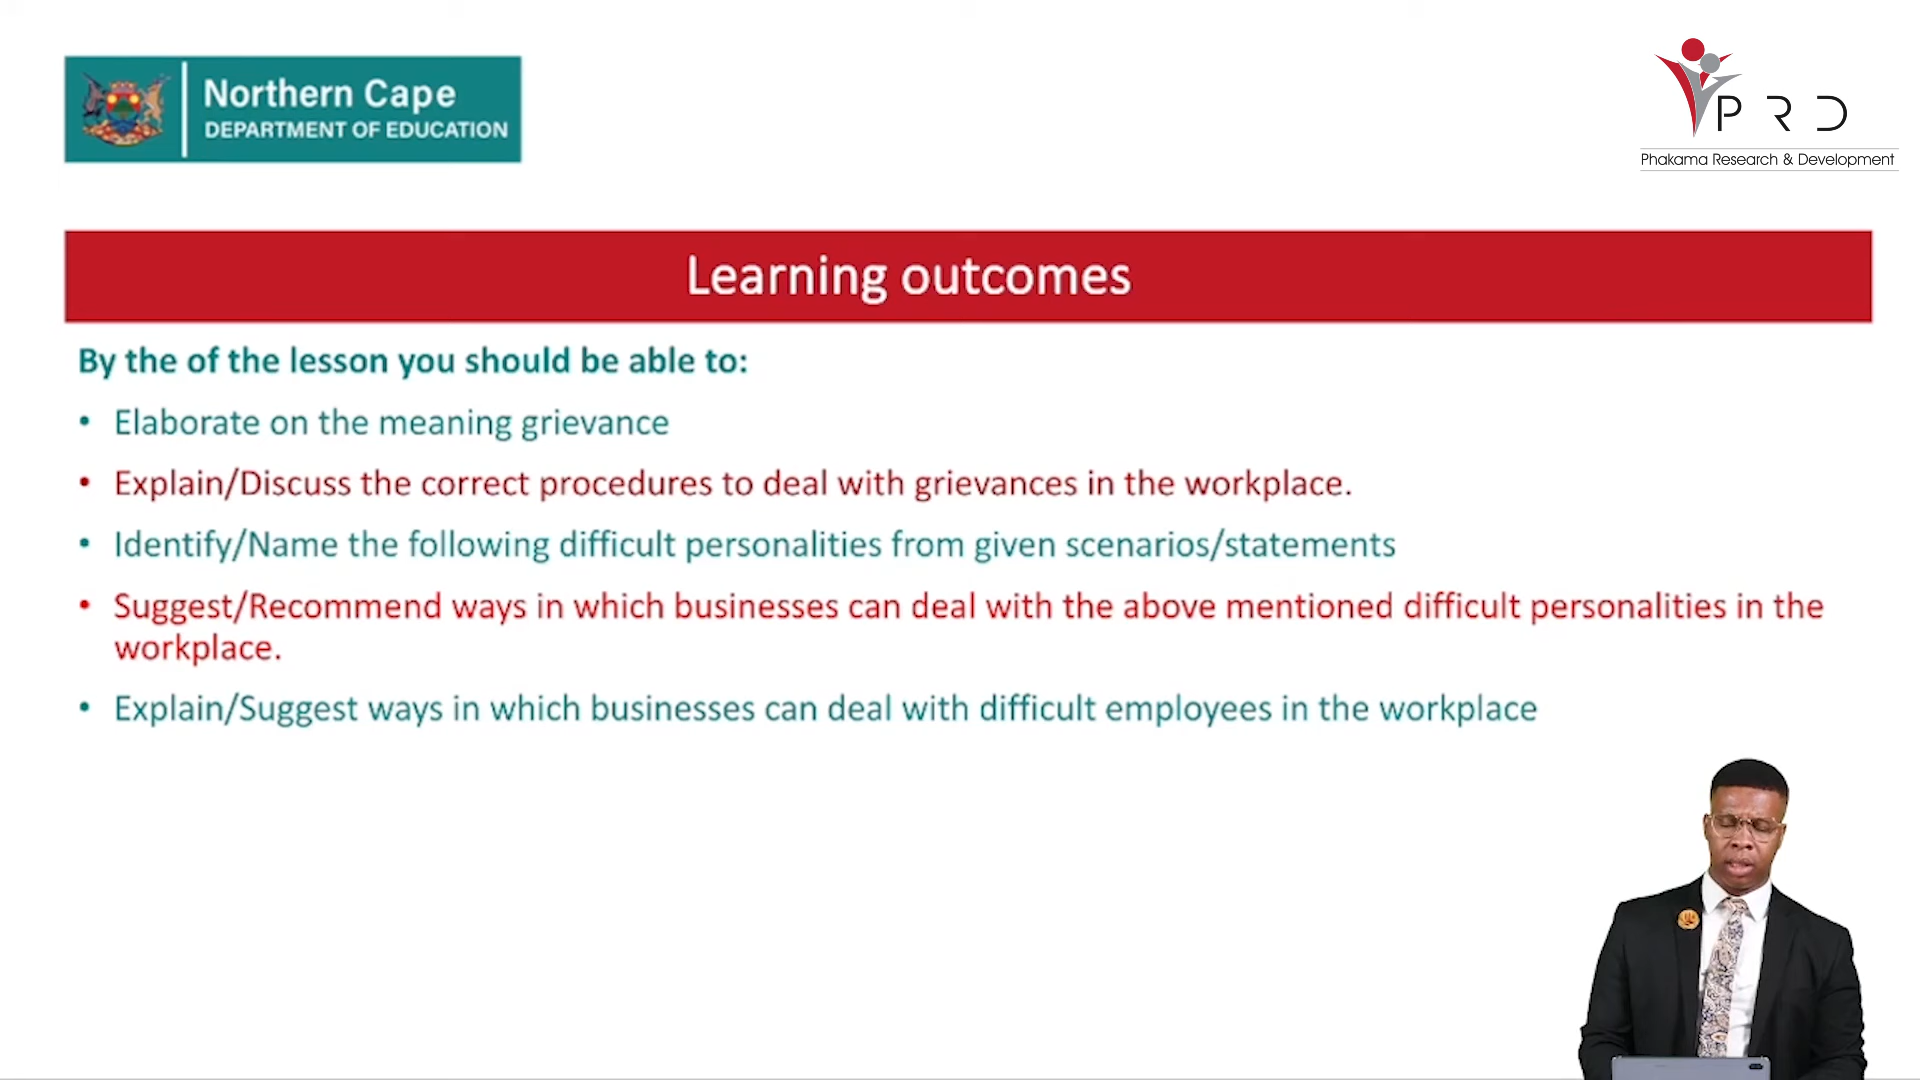 Northern Cape
DEPARTMENT OF EDUCATION
PRD
Phakama Research & Development
Learning outcomes
By the of the lesson you should be able to:
• Elaborate on the meaning grievance
• Explain/Discuss the correct procedures to deal with grievances in the workplace.
• Identify/Name the following difficult personalities from given scenarios/statements
• Suggest/Recommend ways in which businesses can deal with the above mentioned difficult personalities in the
workplace.
• Explain/Suggest ways in which businesses can deal with difficult employees in the workplace